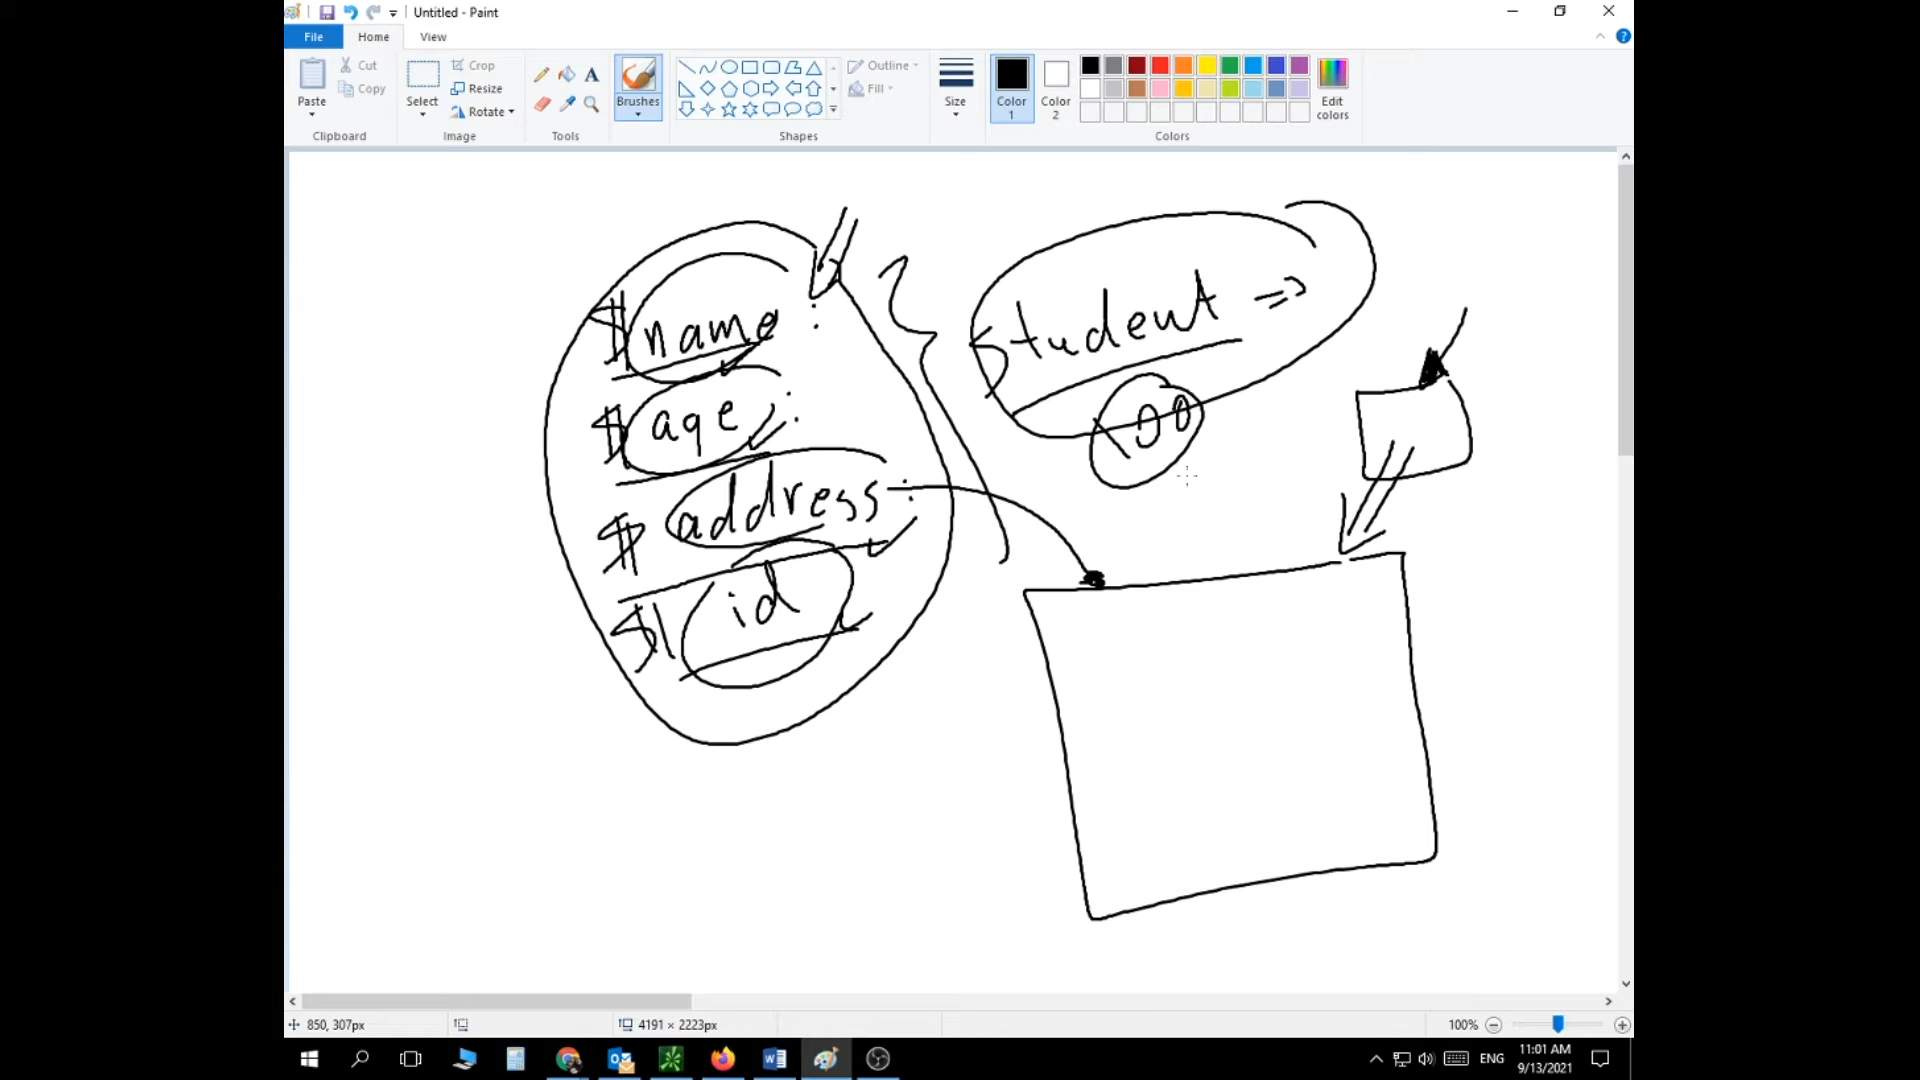 Untitled - Paint
File Home View
Paste
Cut
Copy
Clipboard
Select
Crop
Resize
Rotate
Image
Tools
Brushes
Shapes
Outline
Fill
Size
Color 1
Color 2
Edit colors
Colors
$name :
$age :
$ address :
$ id
Student =>
100
850, 307px
4191 × 2223px
100%
ENG
11:01 AM
9/13/2021